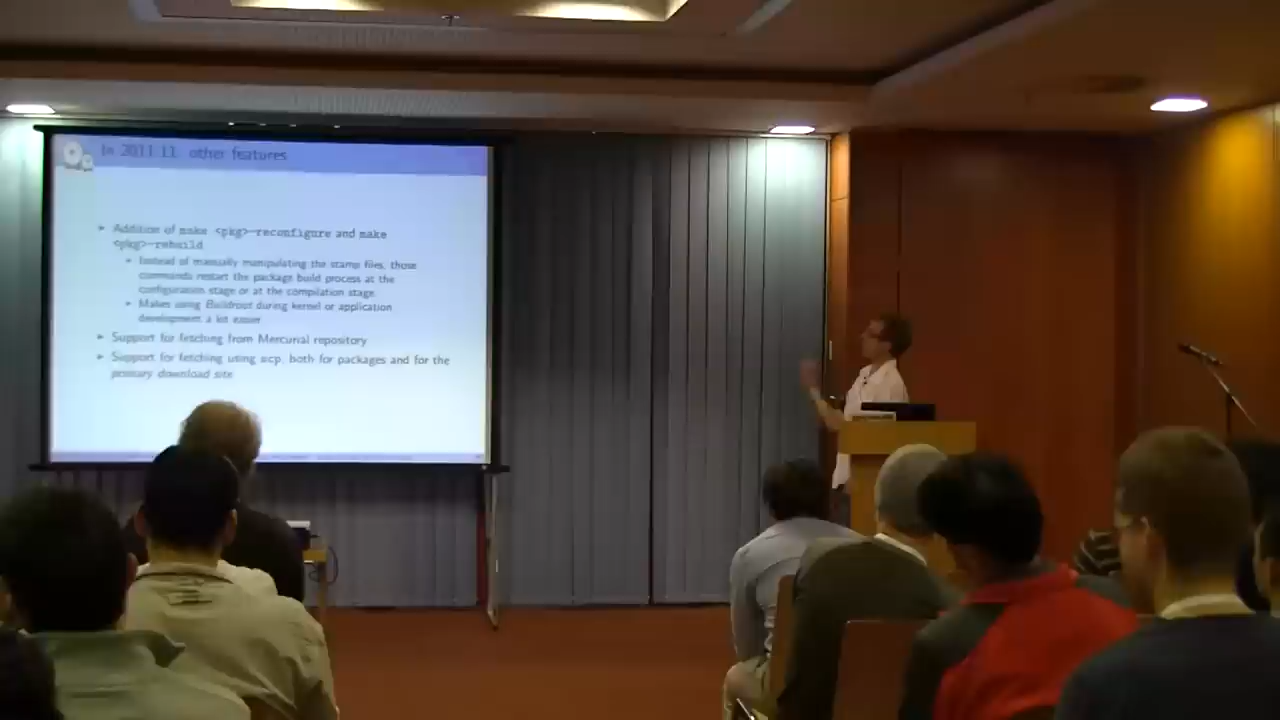 In 2011.11: other features
▸ Addition of make <pkg>-reconfigure and make
<pkg>-rebuild
• Instead of manually manipulating the stamp files, those
commands restart the package build process at the
configuration stage or at the compilation stage.
• Makes using Buildroot during kernel or application
development a lot easier
▸ Support for fetching from Mercurial repository
▸ Support for fetching using scp, both for packages and for the
primary download site